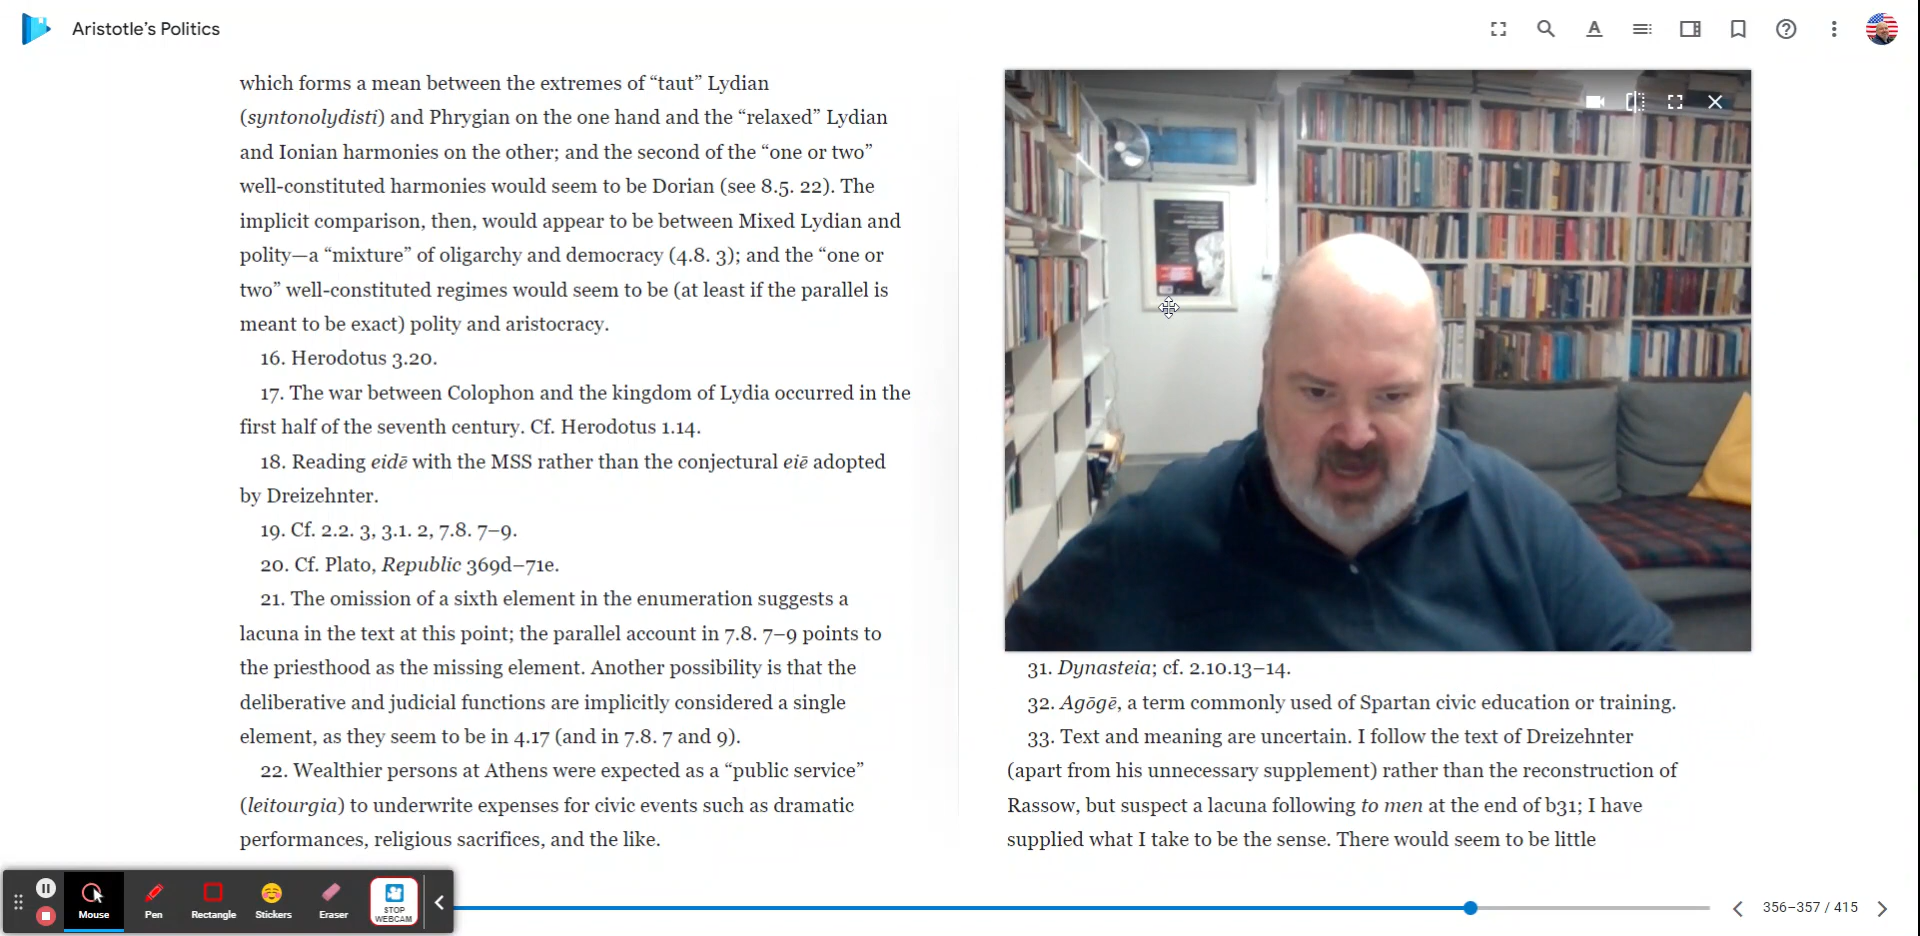 Aristotle’s Politics
which forms a mean between the extremes of “taut” Lydian
(syntonolydisti) and Phrygian on the one hand and the “relaxed” Lydian
and Ionian harmonies on the other; and the second of the “one or two”
well-constituted harmonies would seem to be Dorian (see 8.5. 22). The
implicit comparison, then, would appear to be between Mixed Lydian and
polity—a “mixture” of oligarchy and democracy (4.8. 3); and the “one or
two” well-constituted regimes would seem to be (at least if the parallel is
meant to be exact) polity and aristocracy.
16. Herodotus 3.20.
17. The war between Colophon and the kingdom of Lydia occurred in the
first half of the seventh century. Cf. Herodotus 1.14.
18. Reading eidē with the MSS rather than the conjectural eiē adopted
by Dreizehnter.
19. Cf. 2.2. 3, 3.1. 2, 7.8. 7–9.
20. Cf. Plato, Republic 369d–71e.
21. The omission of a sixth element in the enumeration suggests a
lacuna in the text at this point; the parallel account in 7.8. 7–9 points to
the priesthood as the missing element. Another possibility is that the
deliberative and judicial functions are implicitly considered a single
element, as they seem to be in 4.17 (and in 7.8. 7 and 9).
22. Wealthier persons at Athens were expected as a “public service”
(leitourgia) to underwrite expenses for civic events such as dramatic
performances, religious sacrifices, and the like.
31. Dynasteia; cf. 2.10.13–14.
32. Agōgē, a term commonly used of Spartan civic education or training.
33. Text and meaning are uncertain. I follow the text of Dreizehnter
(apart from his unnecessary supplement) rather than the reconstruction of
Rassow, but suspect a lacuna following to men at the end of b31; I have
supplied what I take to be the sense. There would seem to be little
Mouse
Pen
Rectangle
Stickers
Eraser
STOP
WEBCAM
356–357 / 415